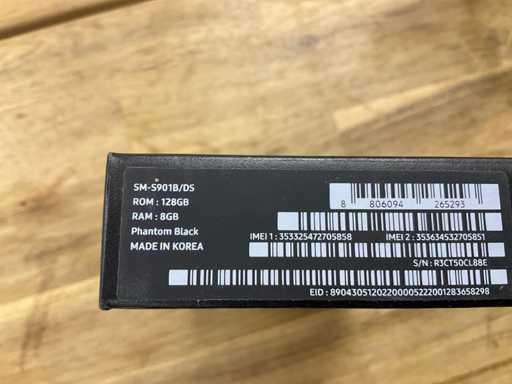 SM-S901B/DS
ROM : 128GB
RAM : 8GB
Phantom Black
MADE IN KOREA
8 806094 265293
IMEI 1 : 353325472705858
IMEI 2 : 353634532705851
S/N : R3CT50CL88E
EID : 89043051202200005222001283658298